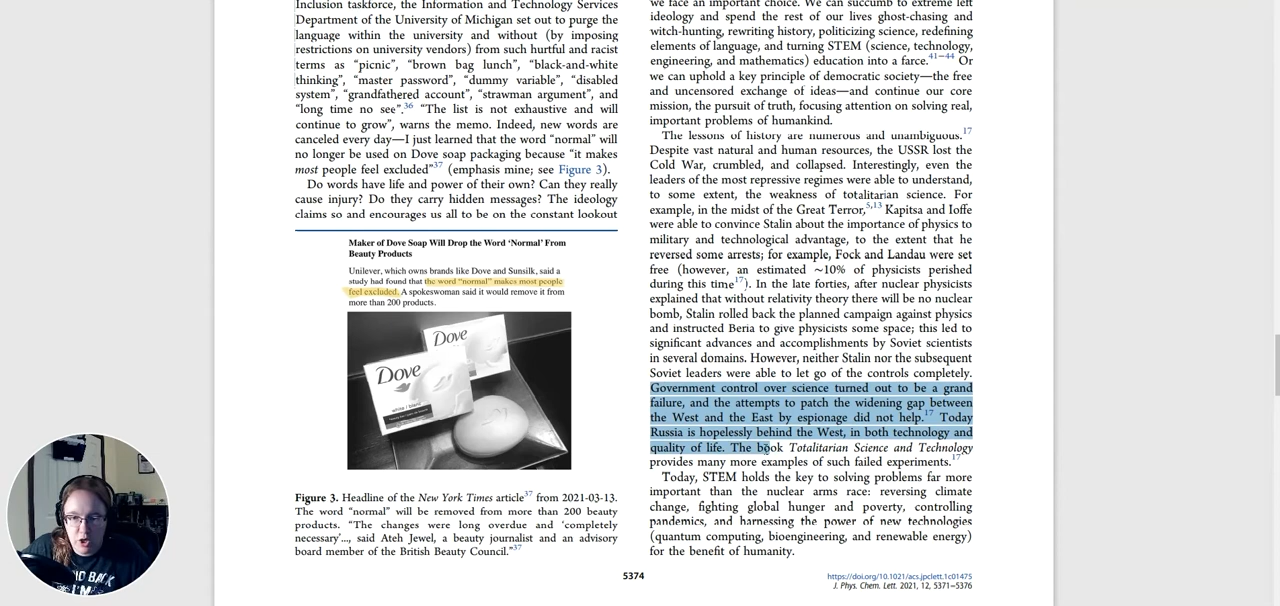 Inclusion taskforce, the Information and Technology Services
Department of the University of Michigan set out to purge the
language within the university and without (by imposing
restrictions on university vendors) from such hurtful and racist
terms as “picnic”, “brown bag lunch”, “black-and-white
thinking”, “master password”, “dummy variable”, “disabled
system”, “grandfathered account”, “strawman argument”, and
“long time no see”.36 “The list is not exhaustive and will
continue to grow”, warns the memo. Indeed, new words are
canceled every day—I just learned that the word “normal” will
no longer be used on Dove soap packaging because “it makes
most people feel excluded”37 (emphasis mine; see Figure 3).
Do words have life and power of their own? Can they really
cause injury? Do they carry hidden messages? The ideology
claims so and encourages us all to be on the constant lookout
Maker of Dove Soap Will Drop the Word ‘Normal’ From
Beauty Products
Unilever, which owns brands like Dove and Sunsilk, said a
study had found that the word “normal” makes most people
feel excluded. A spokeswoman said it would remove it from
more than 200 products.
Dove
Dove
white / blanc
Figure 3. Headline of the New York Times article37 from 2021-03-13.
The word “normal” will be removed from more than 200 beauty
products. “The changes were long overdue and ‘completely
necessary’..., said Ateh Jewel, a beauty journalist and an advisory
board member of the British Beauty Council.”37
we face an important choice. We can succumb to extreme left
ideology and spend the rest of our lives ghost-chasing and
witch-hunting, rewriting history, politicizing science, redefining
elements of language, and turning STEM (science, technology,
engineering, and mathematics) education into a farce.41−44 Or
we can uphold a key principle of democratic society—the free
and uncensored exchange of ideas—and continue our core
mission, the pursuit of truth, focusing attention on solving real,
important problems of humankind.
The lessons of history are numerous and unambiguous.17
Despite vast natural and human resources, the USSR lost the
Cold War, crumbled, and collapsed. Interestingly, even the
leaders of the most repressive regimes were able to understand,
to some extent, the weakness of totalitarian science. For
example, in the midst of the Great Terror,5,13 Kapitsa and Ioffe
were able to convince Stalin about the importance of physics to
military and technological advantage, to the extent that he
reversed some arrests; for example, Fock and Landau were set
free (however, an estimated ∼10% of physicists perished
during this time17). In the late forties, after nuclear physicists
explained that without relativity theory there will be no nuclear
bomb, Stalin rolled back the planned campaign against physics
and instructed Beria to give physicists some space; this led to
significant advances and accomplishments by Soviet scientists
in several domains. However, neither Stalin nor the subsequent
Soviet leaders were able to let go of the controls completely.
Government control over science turned out to be a grand
failure, and the attempts to patch the widening gap between
the West and the East by espionage did not help.17 Today
Russia is hopelessly behind the West, in both technology and
quality of life. The book Totalitarian Science and Technology
provides many more examples of such failed experiments.17
Today, STEM holds the key to solving problems far more
important than the nuclear arms race: reversing climate
change, fighting global hunger and poverty, controlling
pandemics, and harnessing the power of new technologies
(quantum computing, bioengineering, and renewable energy)
for the benefit of humanity.
5374
https://doi.org/10.1021/acs.jpclett.1c01475
J. Phys. Chem. Lett. 2021, 12, 5371−5376